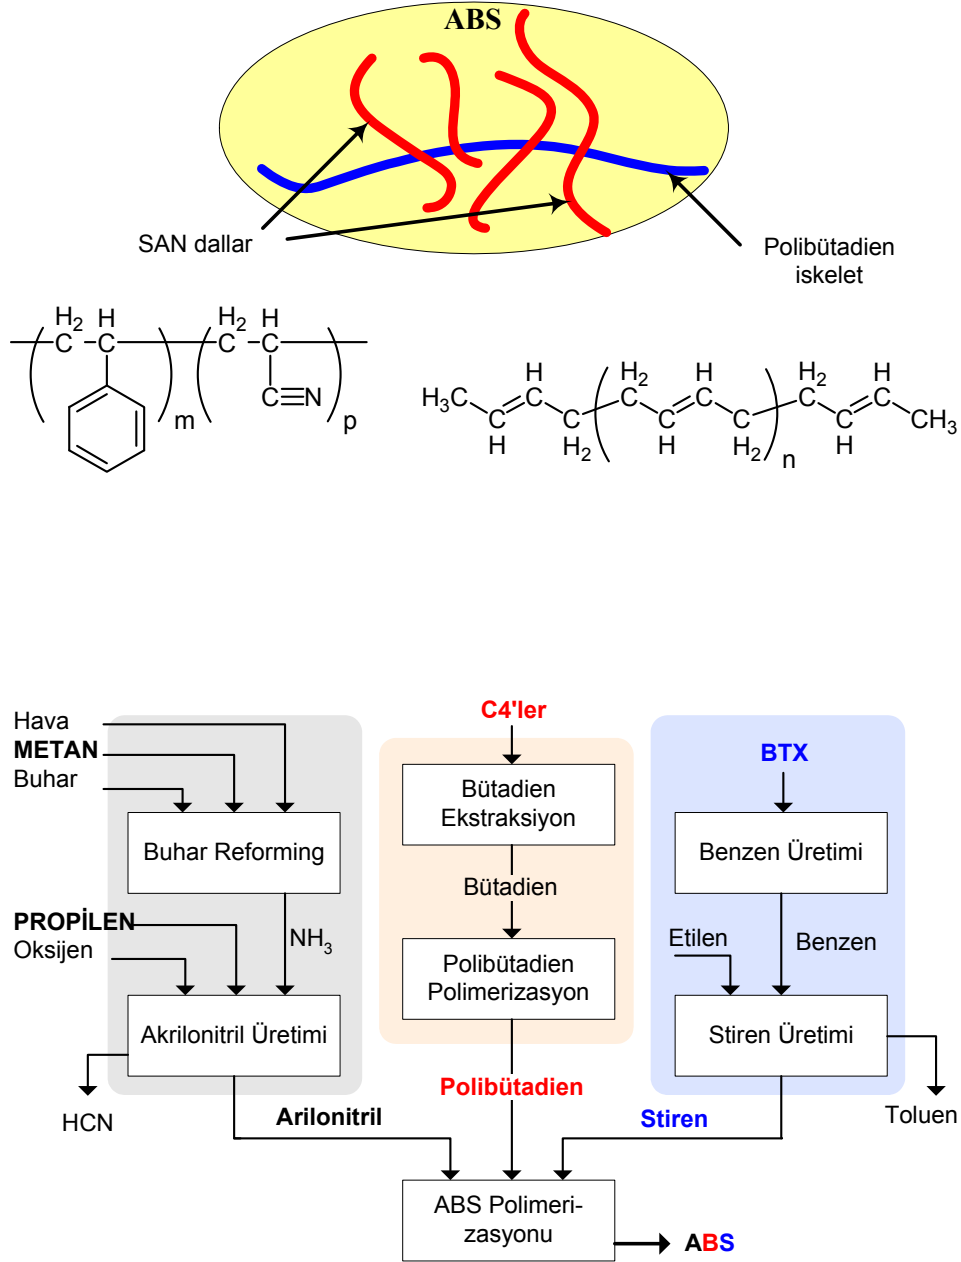 ABS
SAN dallar
Polibütadien
iskelet
H2 H H2 H
C C C C
C≡N
m p
H3C C H C C H2 H2 C C H C H C C H2 n H2 C C H C H CH3
Hava
METAN
Buhar
Buhar Reforming
PROPİLEN
Oksijen
NH3
Akrilonitril Üretimi
HCN
Arilonitril
C4'ler
Bütadien
Ekstraksiyon
Bütadien
Polibütadien
Polimerizasyon
Polibütadien
BTX
Benzen Üretimi
Etilen
Benzen
Stiren Üretimi
Toluen
Stiren
ABS Polimeri-
zasyonu
ABS